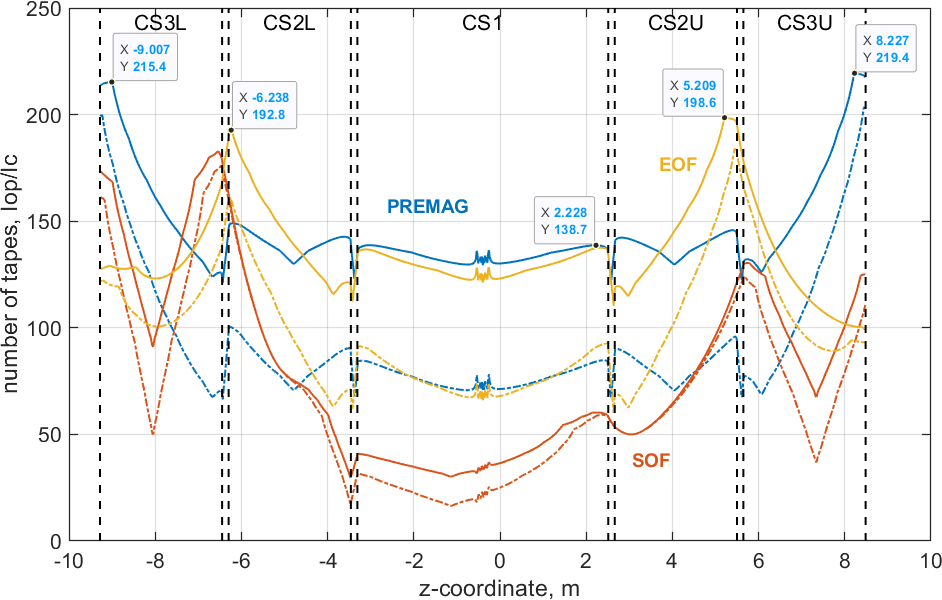 250
200
150
100
50
0
number of tapes, Iop/Ic
CS3L
CS2L
CS1
CS2U
CS3U
X -9.007
Y 215.4
X -6.238
Y 192.8
X 5.209
Y 198.6
X 8.227
Y 219.4
EOF
PREMAG
X 2.228
Y 138.7
SOF
-10
-8
-6
-4
-2
0
2
4
6
8
10
z-coordinate, m